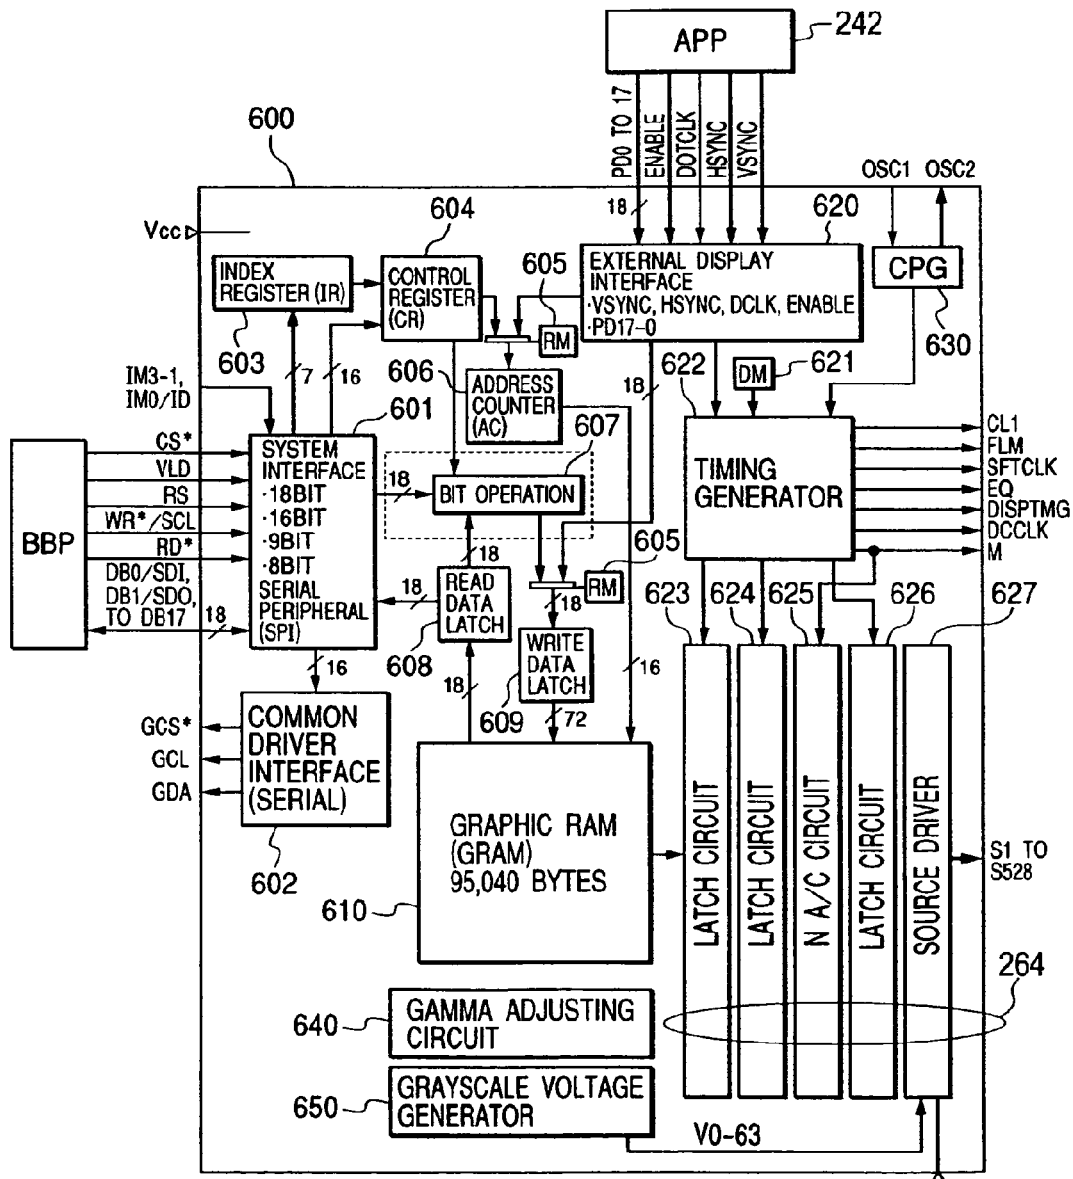 APP
242
PD0 TO 17
ENABLE
DOTCLK
HSYNC
VSYNC
600
OSC1
OSC2
Vcc
604
18
620
INDEX
REGISTER (IR)
CONTROL
REGISTER
(CR)
605
RM
EXTERNAL DISPLAY
INTERFACE
·VSYNC, HSYNC, DCLK, ENABLE,
·PD17-0
CPG
603
630
7
16
606
ADDRESS
COUNTER
(AC)
18
622
DM
621
IM3-1,
IM0/ID
601
607
BBP
CS*
VLD
RS
WR*/SCL
RD*
DB0/SDI,
DB1/SDO,
TO DB17
18
SYSTEM
INTERFACE
·18BIT
·16BIT
·9BIT
·8BIT
SERIAL
PERIPHERAL
(SPI)
18
BIT OPERATION
TIMING
GENERATOR
CL1
FLM
SFTCLK
EQ
DISPTMG
DCCLK
M
18
605
RM
18
READ
DATA
LATCH
18
608
623
624
625
626
627
16
18
WRITE
DATA
LATCH
609
72
16
GCS*
GCL
GDA
COMMON
DRIVER
INTERFACE
(SERIAL)
602
GRAPHIC RAM
(GRAM)
95,040 BYTES
610
LATCH CIRCUIT
LATCH CIRCUIT
N A/C CIRCUIT
LATCH CIRCUIT
SOURCE DRIVER
S1 TO
S528
264
640
GAMMA ADJUSTING
CIRCUIT
650
GRAYSCALE VOLTAGE
GENERATOR
V0-63